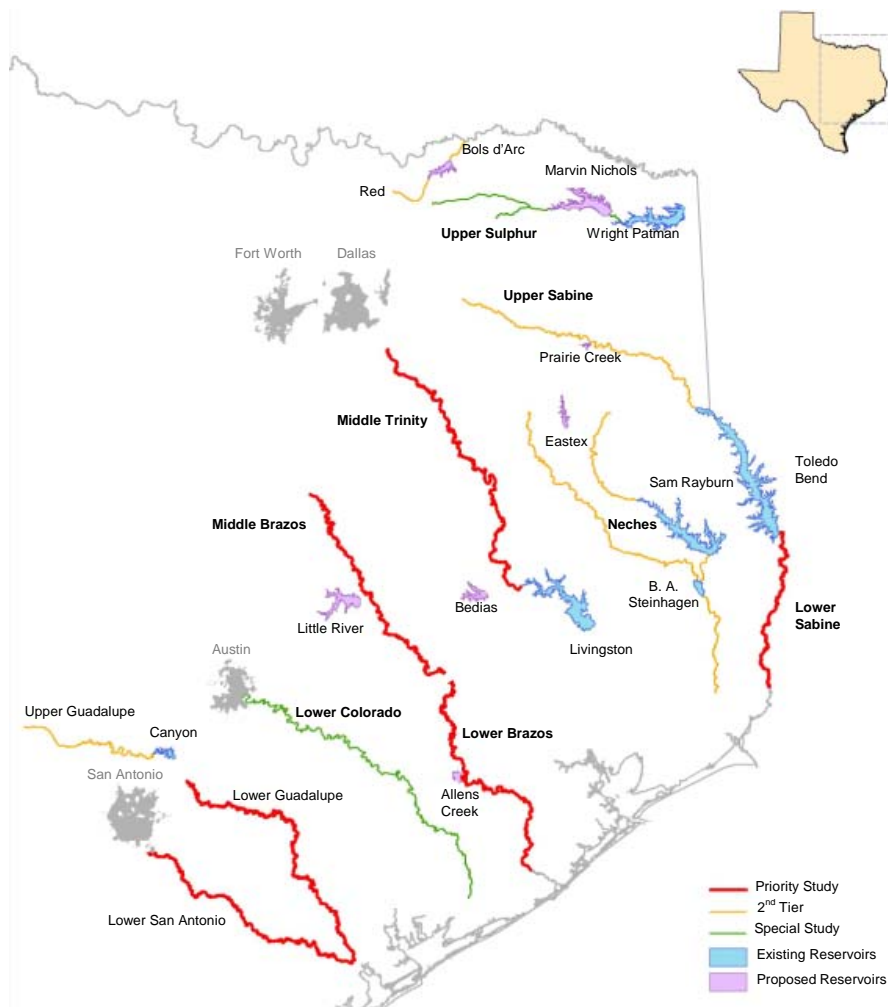 Bols d'Arc
Marvin Nichols
Red
Upper Sulphur
Wright Patman
Fort Worth
Dallas
Upper Sabine
Prairie Creek
Middle Trinity
Eastex
Toledo
Bend
Sam Rayburn
Middle Brazos
Neches
B. A.
Steinhagen
Bedias
Little River
Lower
Sabine
Livingston
Austin
Upper Guadalupe
Lower Colorado
Canyon
Lower Brazos
San Antonio
Lower Guadalupe
Allens
Creek
Lower San Antonio
Priority Study
2nd Tier
Special Study
Existing Reservoirs
Proposed Reservoirs